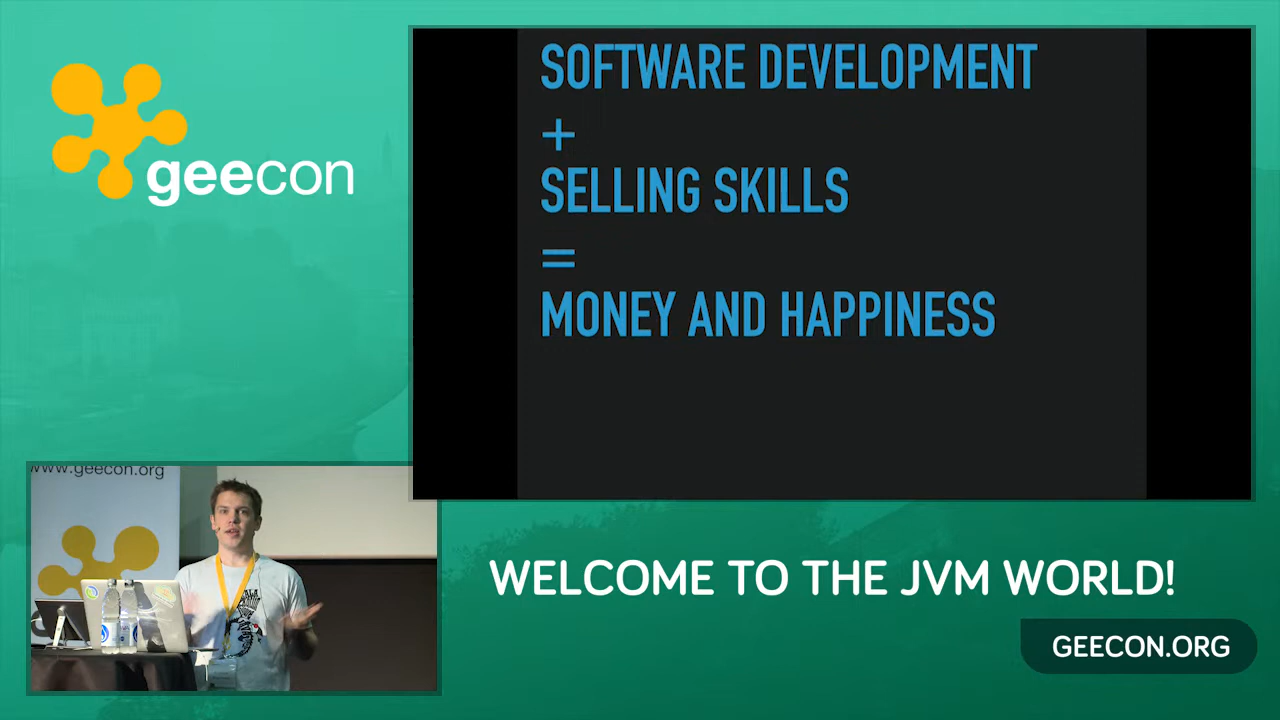 geecon
SOFTWARE DEVELOPMENT
+
SELLING SKILLS
=
MONEY AND HAPPINESS
www.geecon.org
WELCOME TO THE JVM WORLD!
GEECON.ORG